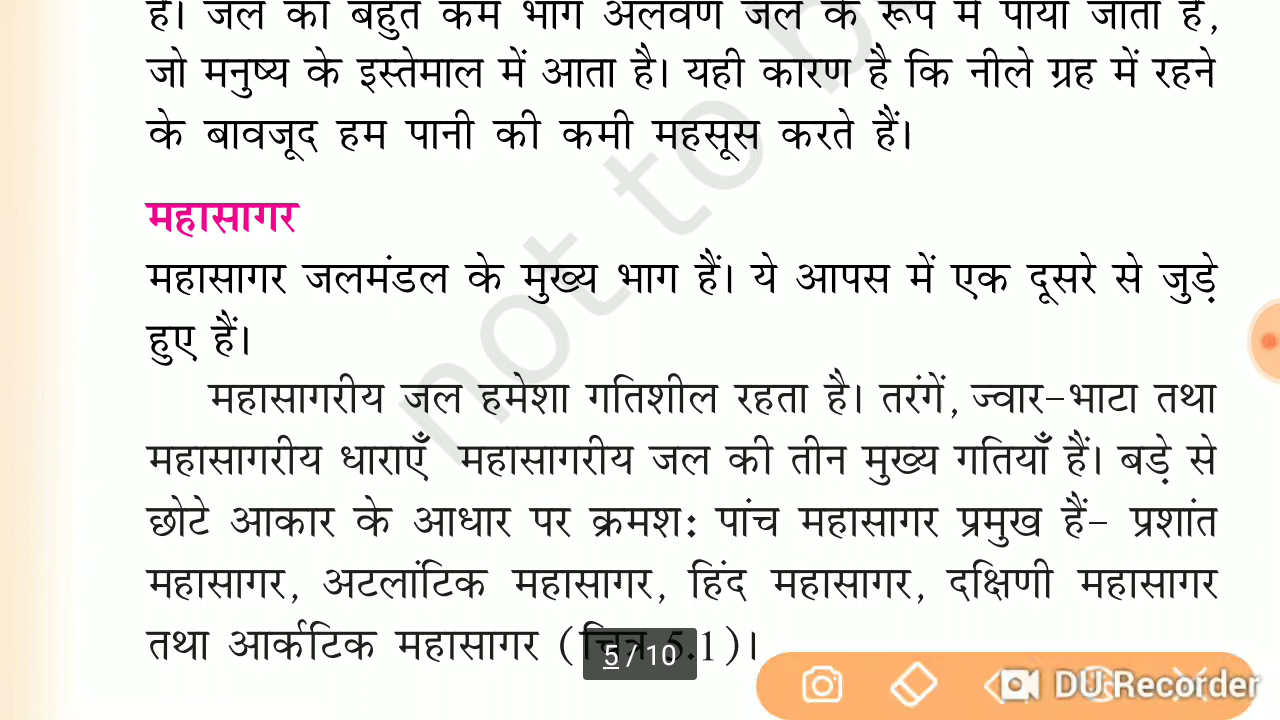 है। जल का बहुत कम भाग अलवण जल के रूप में पाया जाता है,
जो मनुष्य के इस्तेमाल में आता है। यही कारण है कि नीले ग्रह में रहने
के बावजूद हम पानी की कमी महसूस करते हैं।
महासागर
महासागर जलमंडल के मुख्य भाग हैं। ये आपस में एक दूसरे से जुड़े
हुए हैं।
महासागरीय जल हमेशा गतिशील रहता है। तरंगें, ज्वार-भाटा तथा
महासागरीय धाराएँ महासागरीय जल की तीन मुख्य गतियाँ हैं। बड़े से
छोटे आकार के आधार पर क्रमशः पांच महासागर प्रमुख हैं- प्रशांत
महासागर, अटलांटिक महासागर, हिंद महासागर, दक्षिणी महासागर
तथा आर्कटिक महासागर (चित्र 5.1)।
not to b
5 / 10
DU Recorder